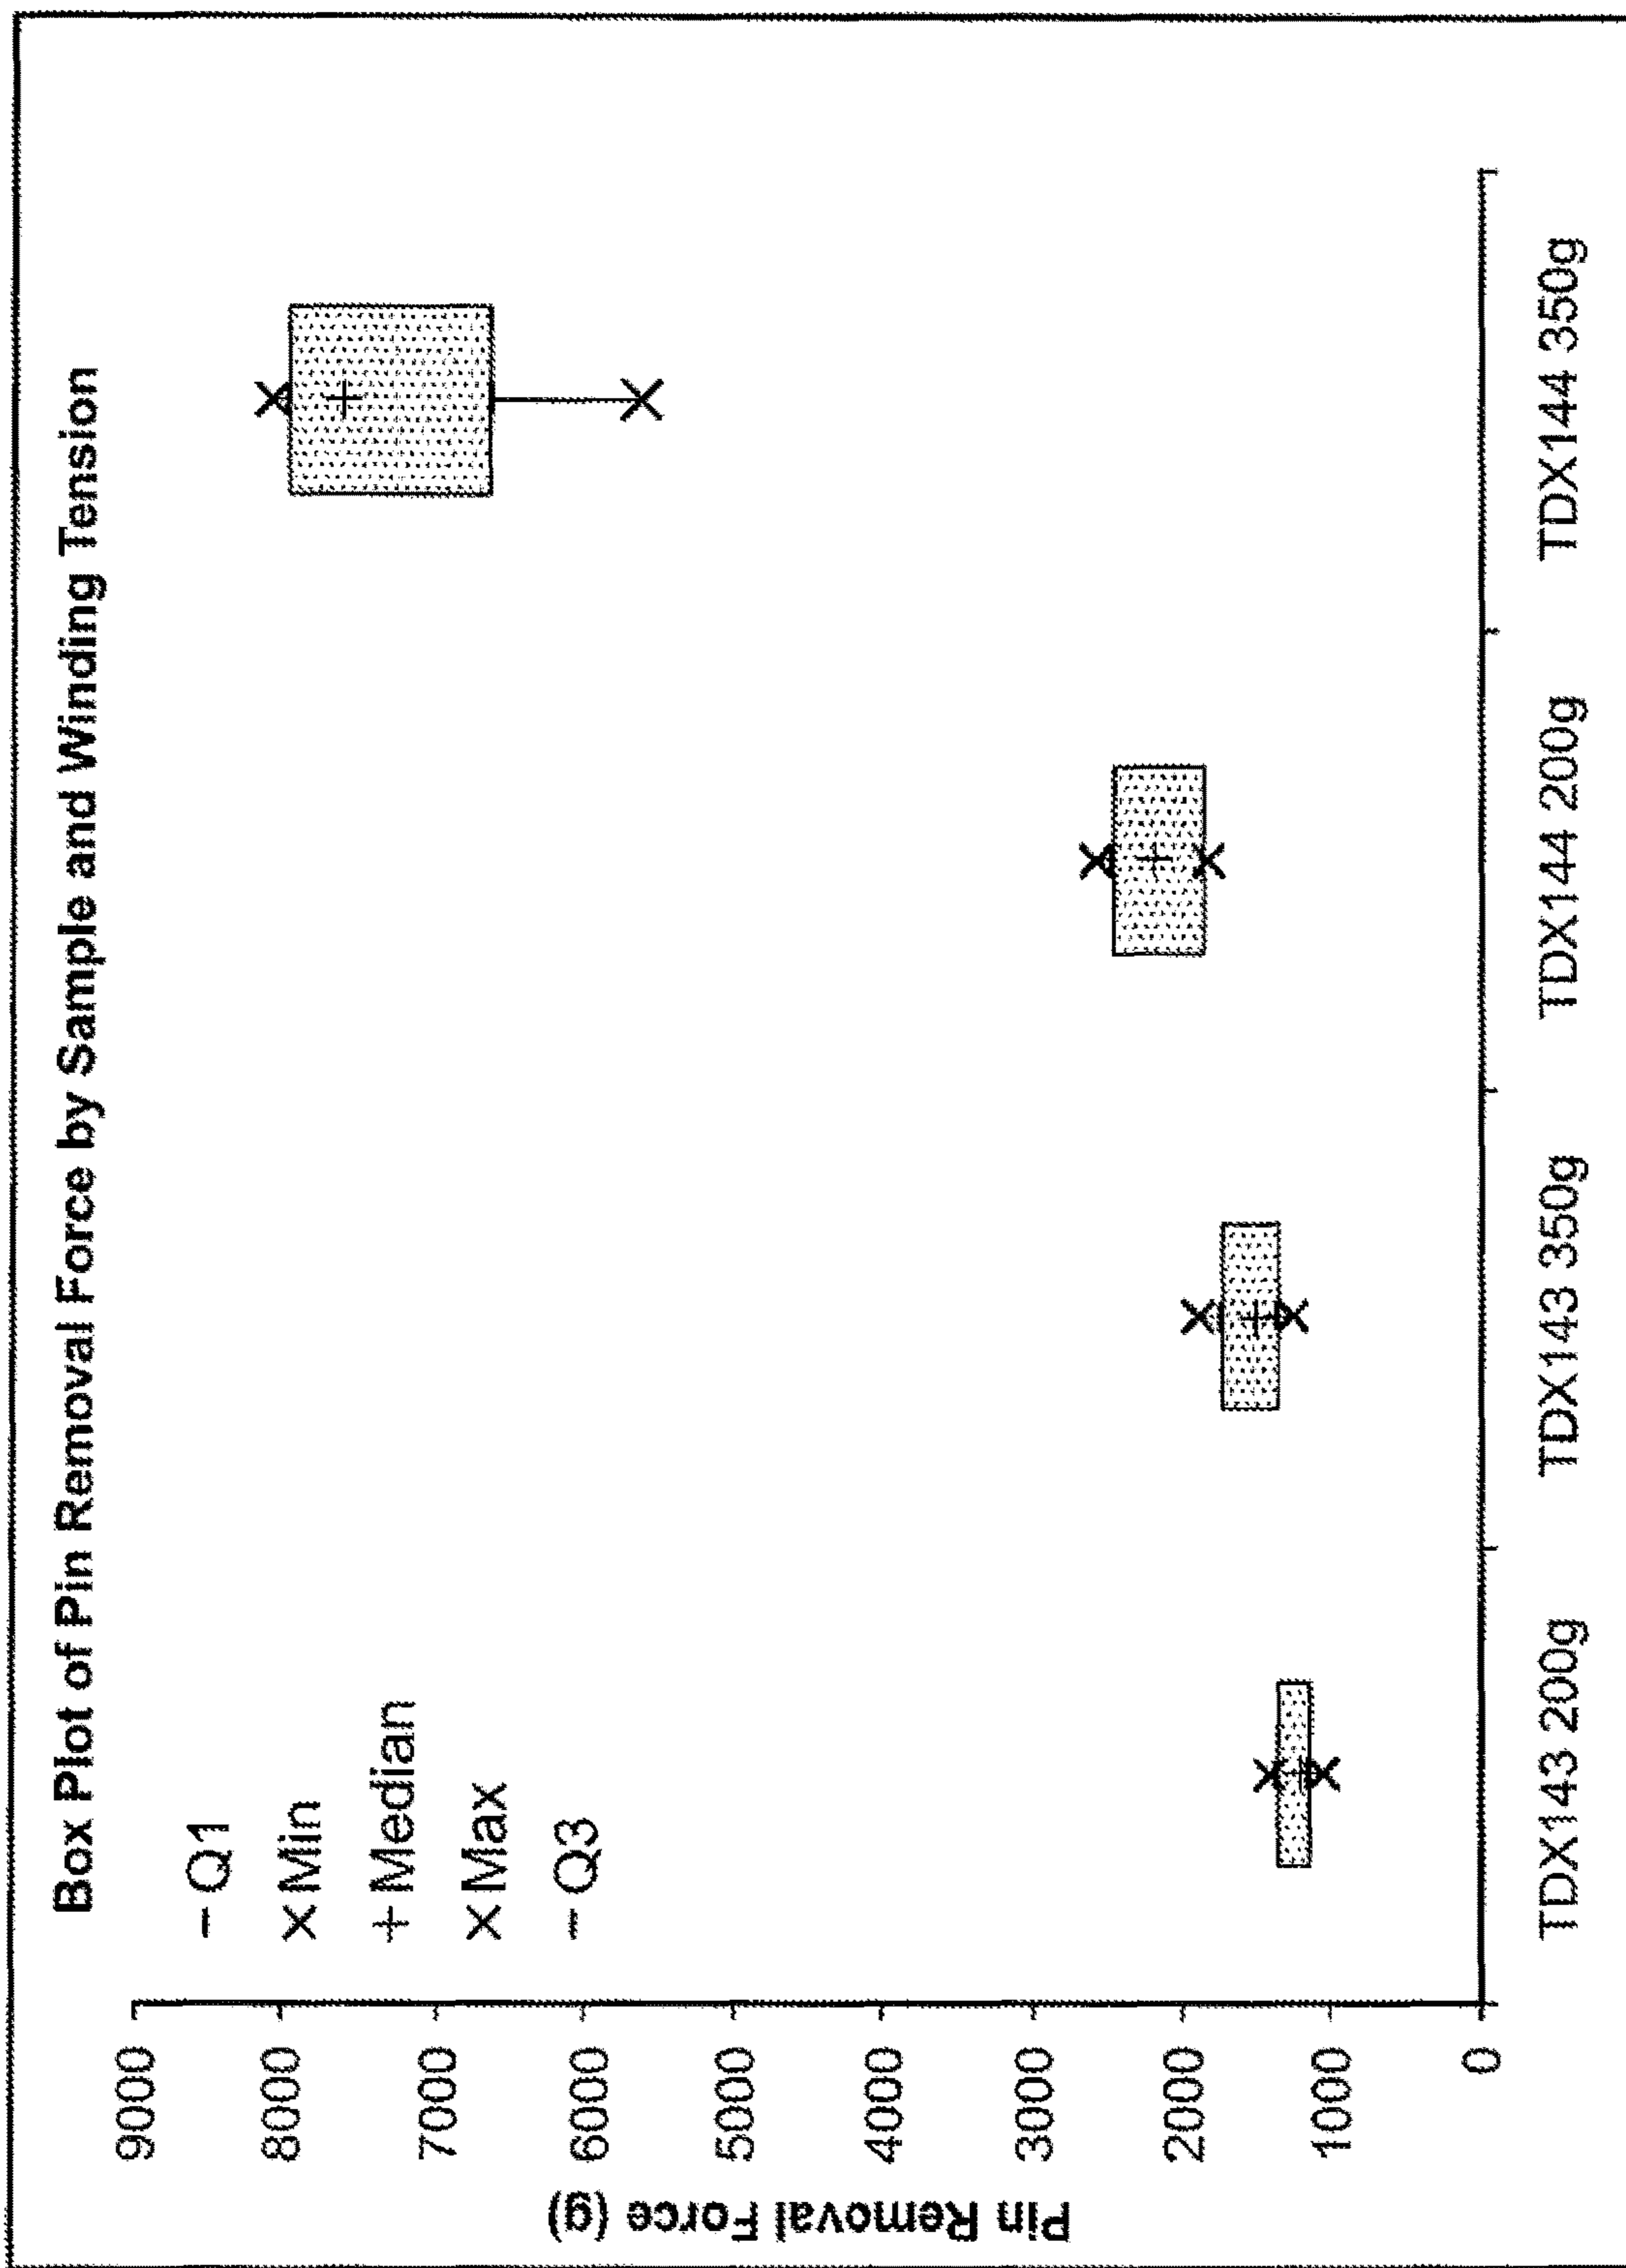 Box Plot of Pin Removal Force by Sample and Winding Tension
– Q1
× Min
+ Median
× Max
– Q3
Pin Removal Force (g)
9000
8000
7000
6000
5000
4000
3000
2000
1000
0
TDX143 200g
TDX143 350g
TDX144 200g
TDX144 350g